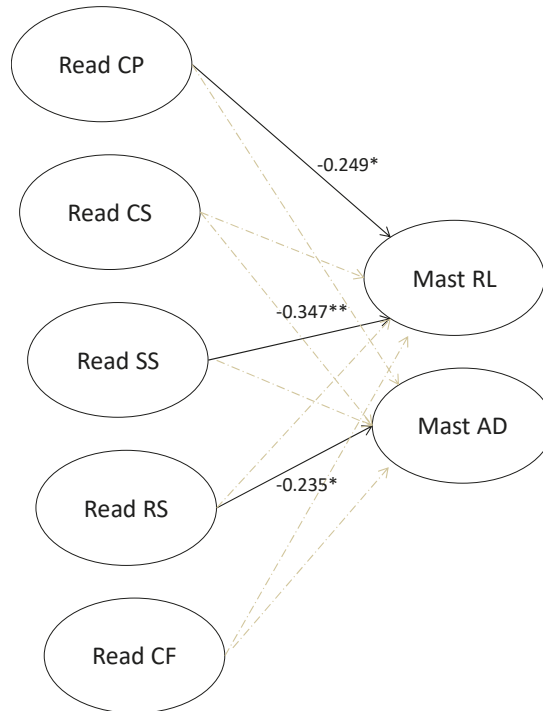 Read CP
-0.249*
Read CS
Mast RL
-0.347**
Read SS
Mast AD
-0.235*
Read RS
Read CF